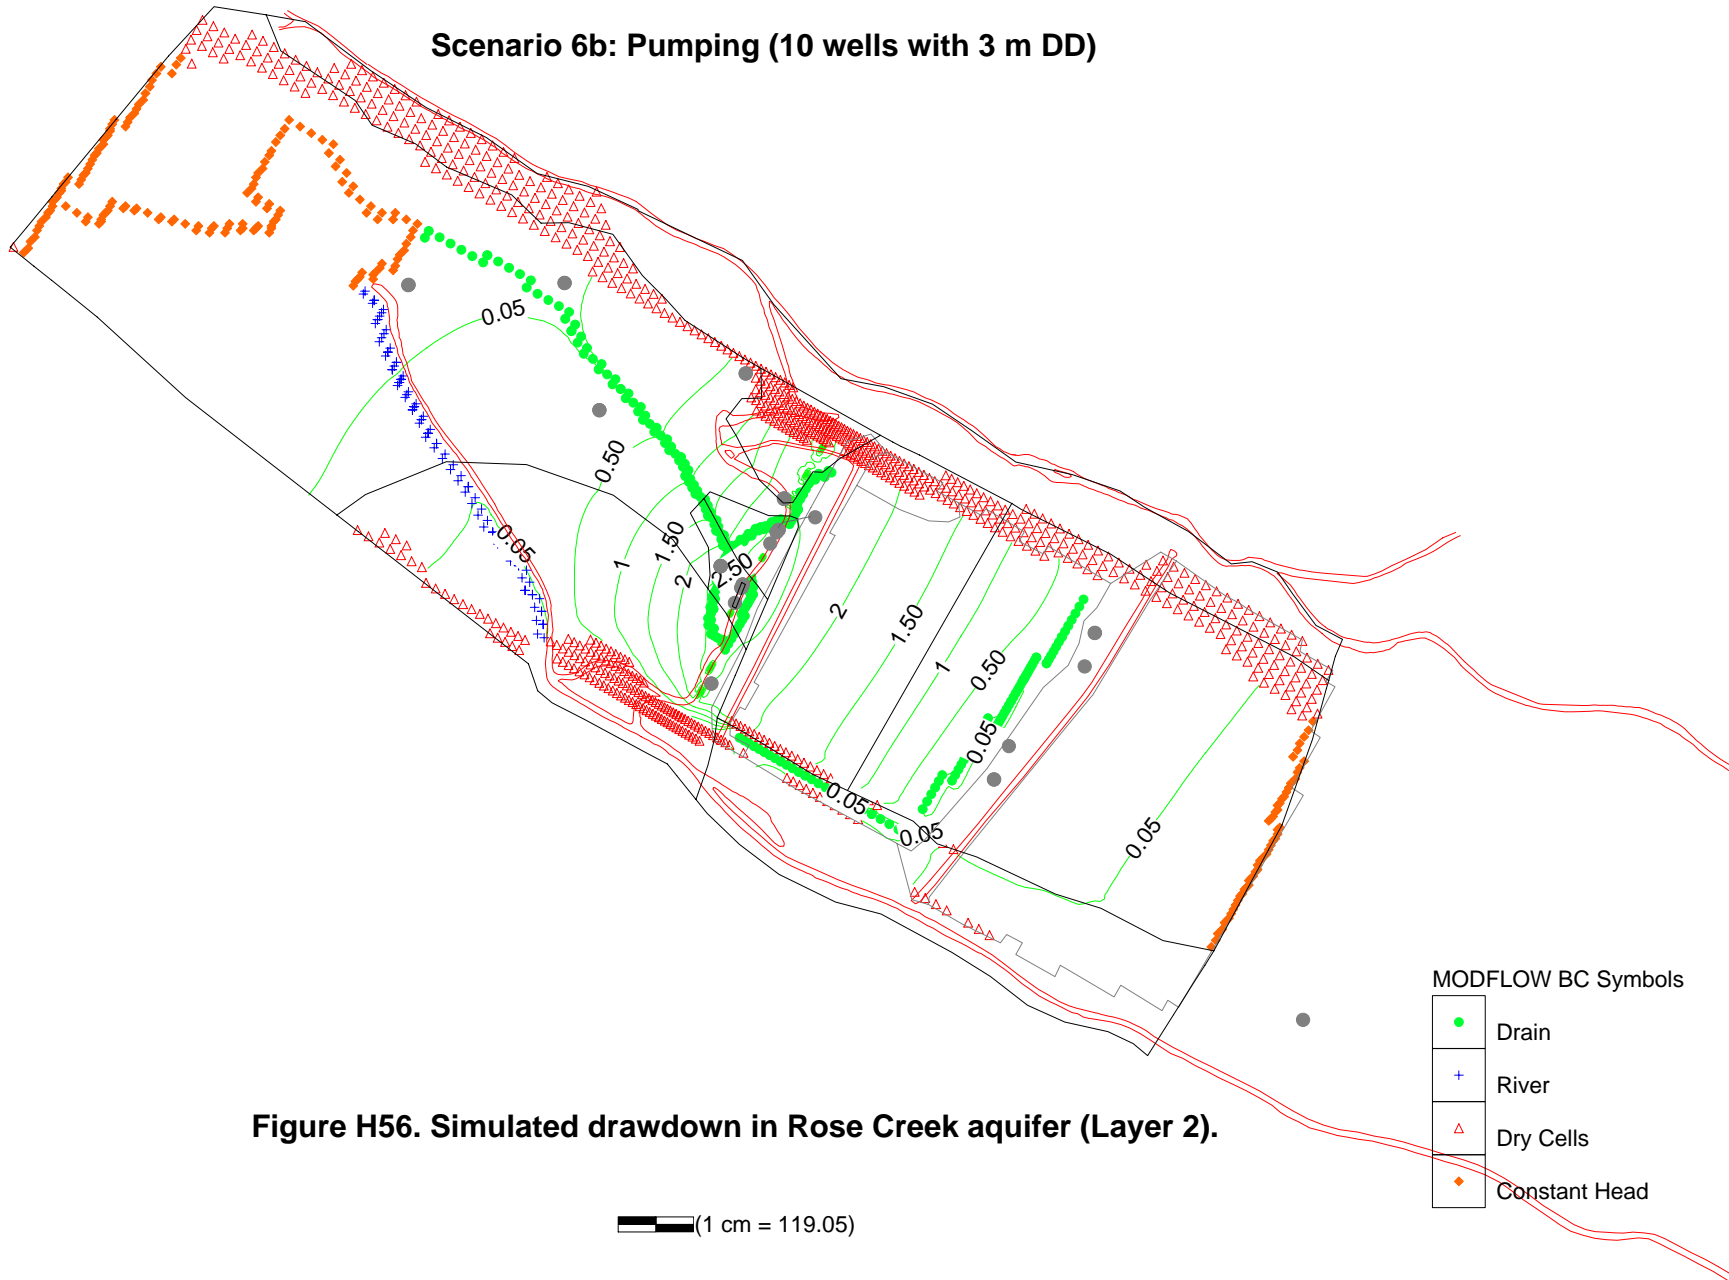 Scenario 6b: Pumping (10 wells with 3 m DD)
0.05
0.50
0.05
1.50
1
2
2.50
2
1.50
1
0.50
0.05
0.05
0.05
0.05
MODFLOW BC Symbols
Drain
River
Dry Cells
Constant Head
Figure H56. Simulated drawdown in Rose Creek aquifer (Layer 2).
(1 cm = 119.05)